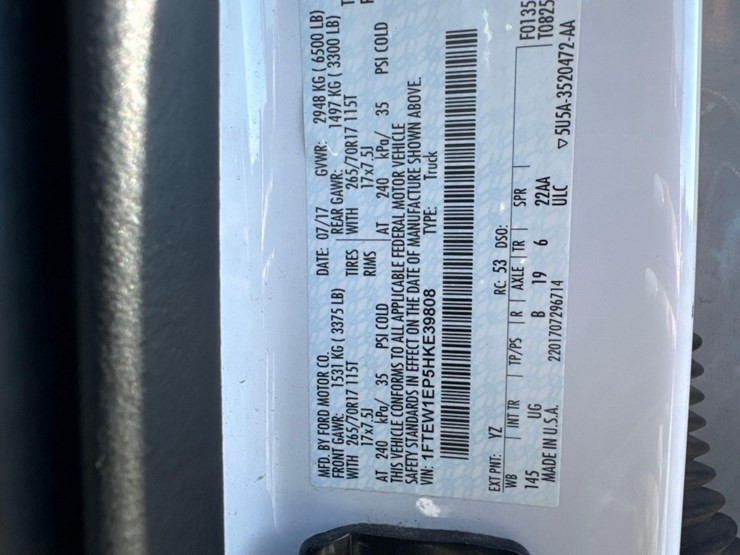 MFD. BY FORD MOTOR CO.
DATE: 07/17 GVWR: 2948 KG ( 6500 LB)
FRONT GAWR: 1531 KG ( 3375 LB) REAR GAWR: 1497 KG ( 3300 LB)
WITH 265/70R17 115T TIRES WITH 265/70R17 115T
17x7.5J RIMS 17x7.5J
AT 240 kPa/ 35 PSI COLD AT 240 kPa/ 35 PSI COLD
THIS VEHICLE CONFORMS TO ALL APPLICABLE FEDERAL MOTOR VEHICLE
SAFETY STANDARDS IN EFFECT ON THE DATE OF MANUFACTURE SHOWN ABOVE.
VIN: 1FTEW1EP5HKE39808 TYPE: Truck
F0135
T0825
EXT PNT: YZ RC: 53 DSO:
WB INT TR TP/PS R AXLE TR SPR
145 UG B 19 6 22AA
MADE IN U.S.A. 2201707296714 ULC
▽5U5A-3520472-AA